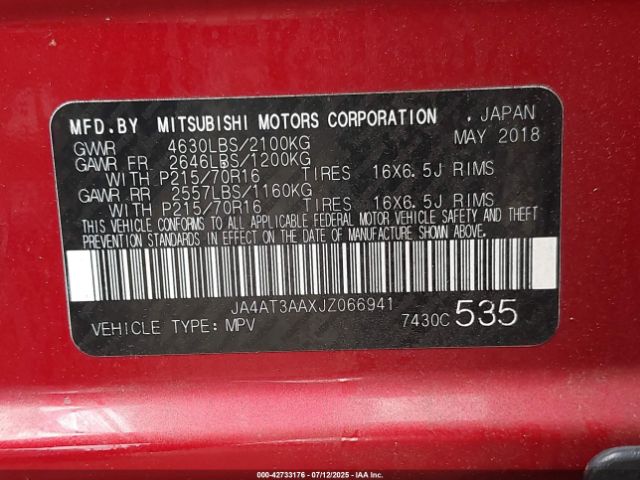 MFD.BY MITSUBISHI MOTORS CORPORATION , JAPAN
GVWR 4630LBS/2100KG MAY 2018
GAWR FR 2646LBS/1200KG
WITH P215/70R16 TIRES 16X6.5J RIMS
GAWR RR 2557LBS/1160KG
WITH P215/70R16 TIRES 16X6.5J RIMS
THIS VEHICLE CONFORMS TO ALL APPLICABLE FEDERAL MOTOR VEHICLE SAFETY AND THEFT
PREVENTION STANDARDS IN EFFECT ON THE DATE OF MANUFACTURE SHOWN ABOVE.
JA4AT3AAXJZ066941
VEHICLE TYPE: MPV 7430C 535
000-42733176 - 07/12/2025 - IAAI.COM